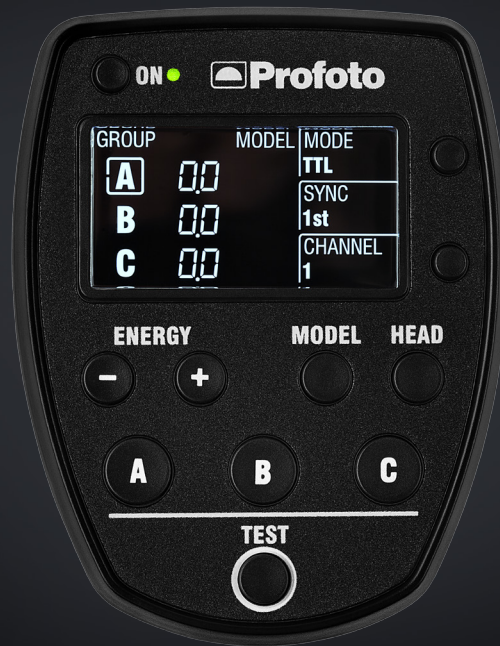 ON Profoto
GROUP MODEL MODE
TTL
A 0.0
SYNC
B 0.0
1st
CHANNEL
C 0.0
1
ENERGY MODEL HEAD
- +
A B C
TEST